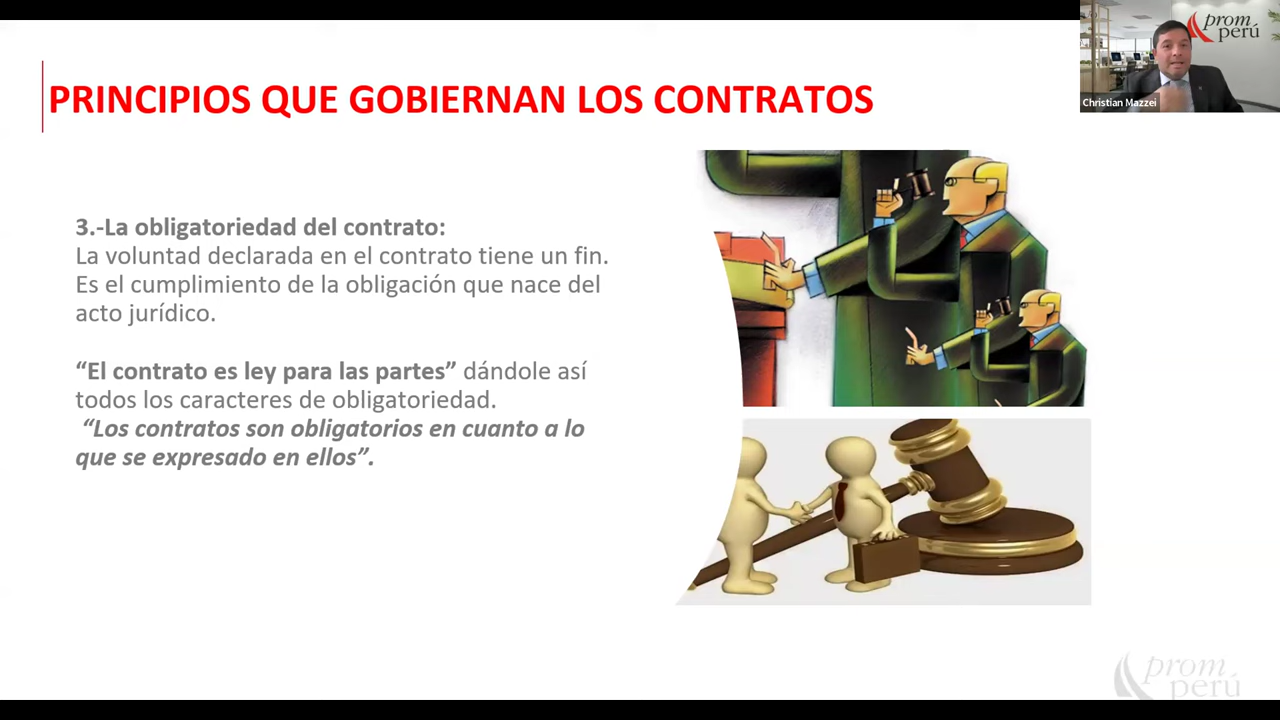 prom
perú
Christian Mazzei
PRINCIPIOS QUE GOBIERNAN LOS CONTRATOS
3.-La obligatoriedad del contrato:
La voluntad declarada en el contrato tiene un fin.
Es el cumplimiento de la obligación que nace del
acto jurídico.
“El contrato es ley para las partes” dándole así
todos los caracteres de obligatoriedad.
“Los contratos son obligatorios en cuanto a lo
que se expresado en ellos”.
prom
perú